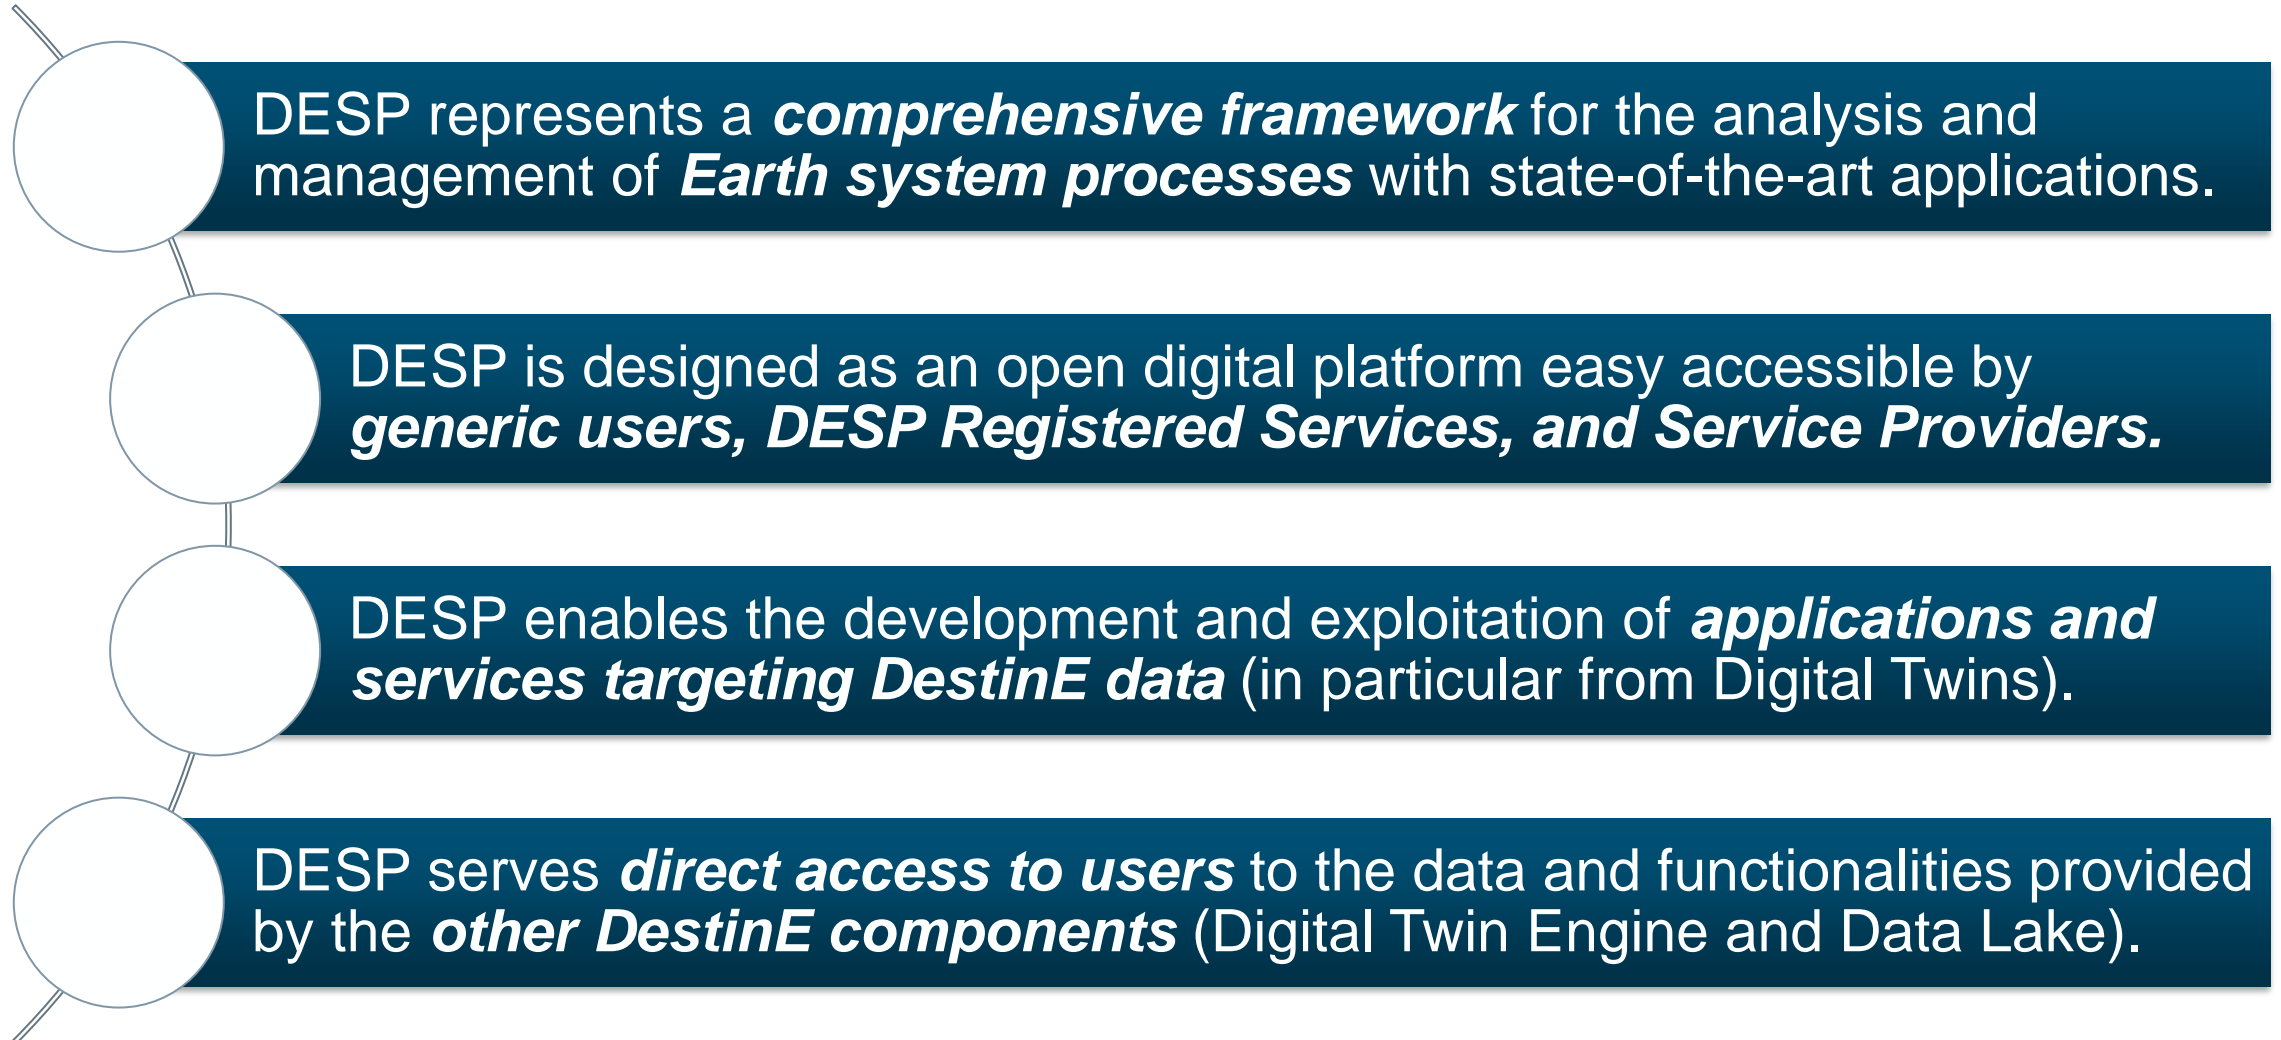 DESP represents a comprehensive framework for the analysis and
management of Earth system processes with state-of-the-art applications.
DESP is designed as an open digital platform easy accessible by
generic users, DESP Registered Services, and Service Providers.
DESP enables the development and exploitation of applications and
services targeting DestinE data (in particular from Digital Twins).
DESP serves direct access to users to the data and functionalities provided
by the other DestinE components (Digital Twin Engine and Data Lake).